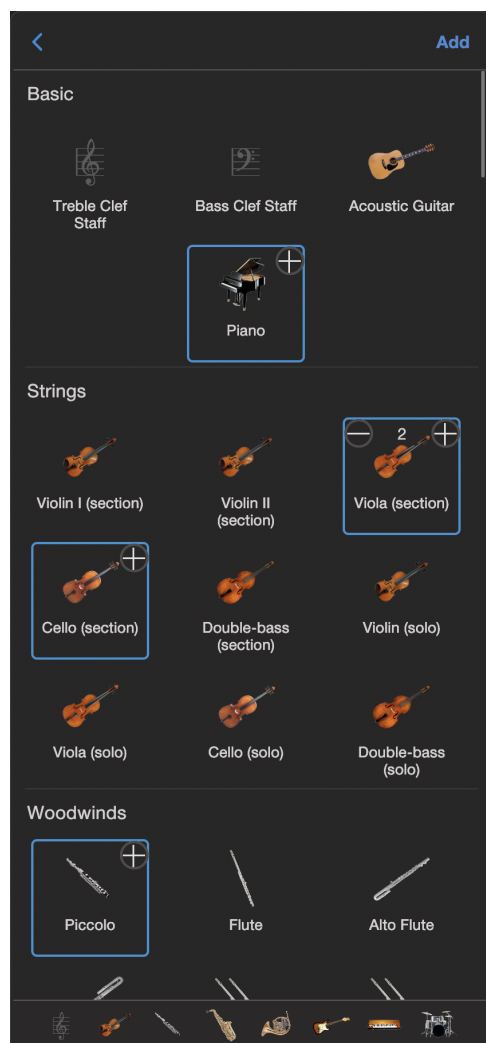 Add
Basic
Treble Clef
Staff
Bass Clef Staff
Acoustic Guitar
Piano
Strings
Violin I (section)
Violin II
(section)
2
Viola (section)
Cello (section)
Double-bass
(section)
Violin (solo)
Viola (solo)
Cello (solo)
Double-bass
(solo)
Woodwinds
Piccolo
Flute
Alto Flute